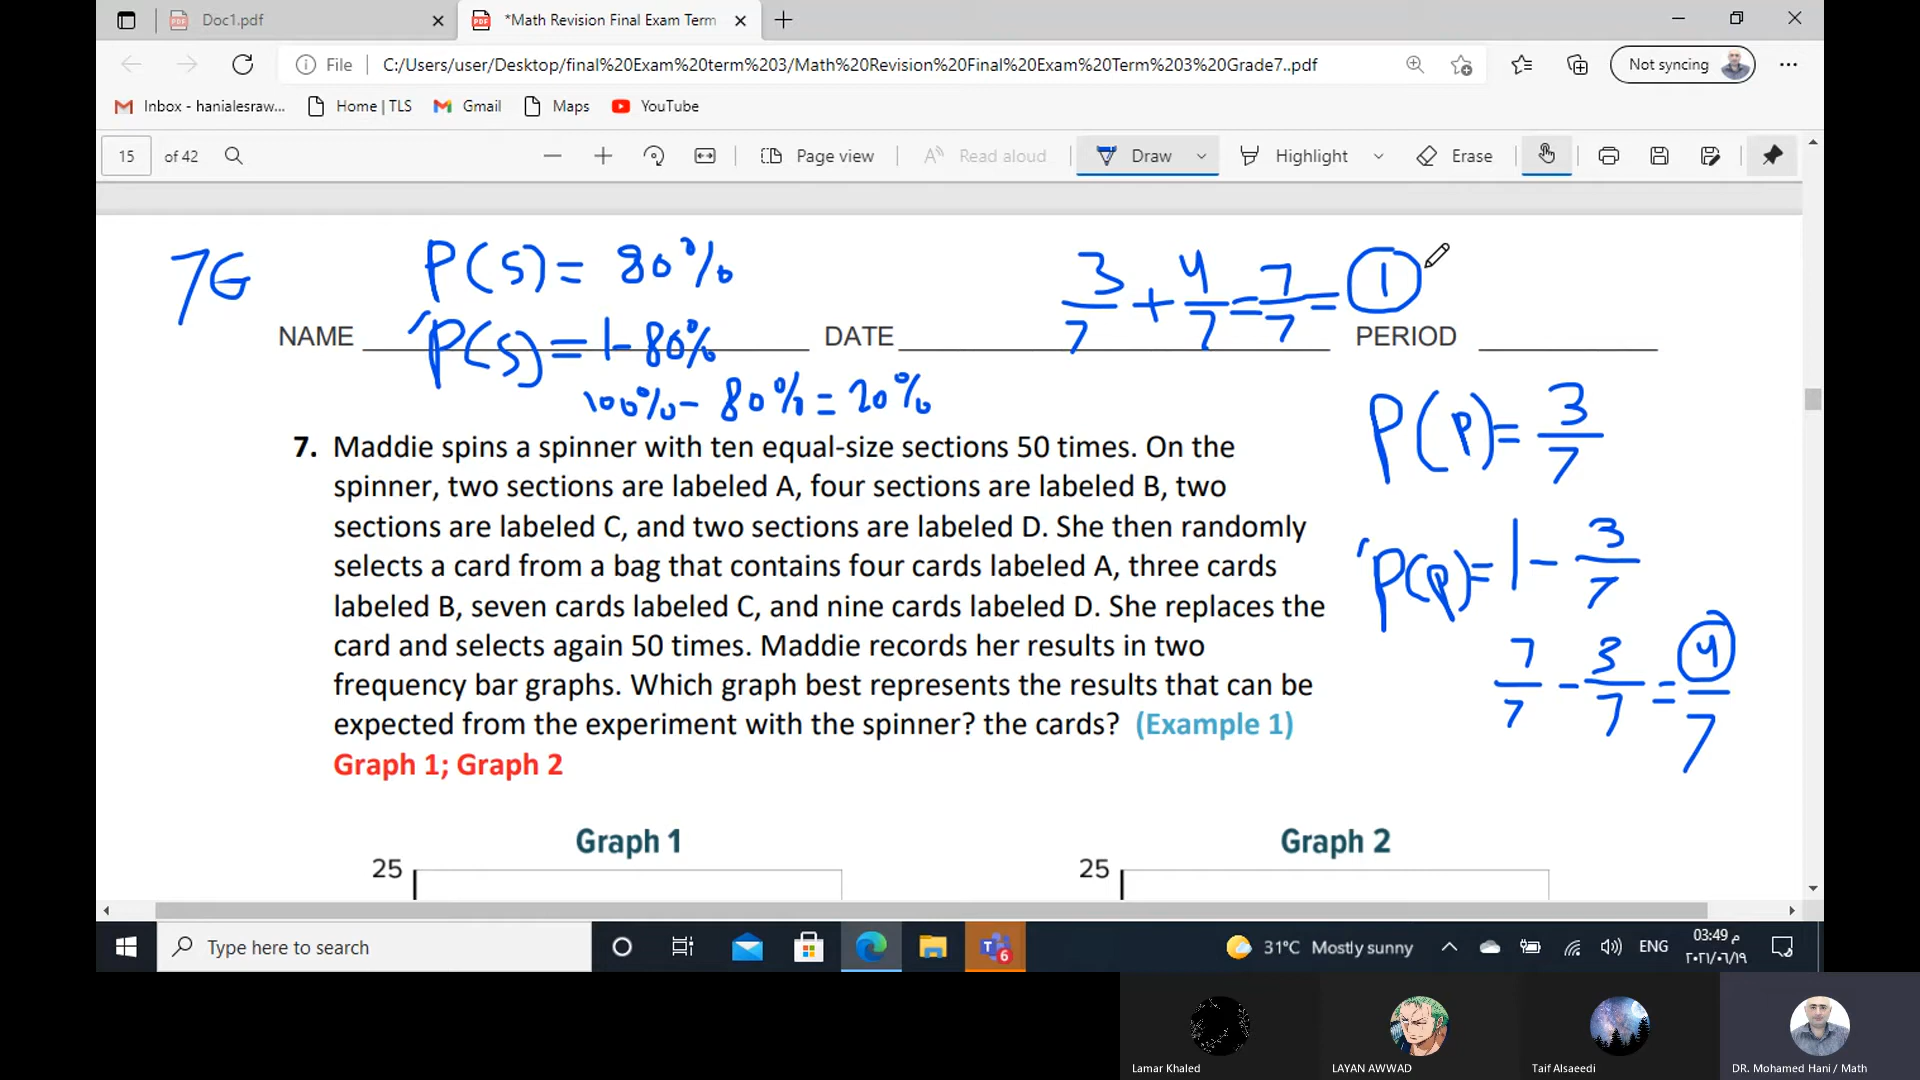 Doc1.pdf
*Math Revision Final Exam Term
File
C:/Users/user/Desktop/final%20Exam%20term%203/Math%20Revision%20Final%20Exam%20Term%203%20Grade7..pdf
Not syncing
Inbox - hanialesraw...
Home | TLS
Gmail
Maps
YouTube
15 of 42
Page view
Read aloud
Draw
Highlight
Erase
7G
P(S) = 80%
3/7 + 4/7 = 7/7 = 1
NAME
'P(S) = 1 - 80%
DATE
PERIOD
100% - 80% = 20%
P(P) = 3/7
7. Maddie spins a spinner with ten equal-size sections 50 times. On the
spinner, two sections are labeled A, four sections are labeled B, two
sections are labeled C, and two sections are labeled D. She then randomly
selects a card from a bag that contains four cards labeled A, three cards
labeled B, seven cards labeled C, and nine cards labeled D. She replaces the
card and selects again 50 times. Maddie records her results in two
frequency bar graphs. Which graph best represents the results that can be
expected from the experiment with the spinner? the cards? (Example 1)
Graph 1; Graph 2
'P(P) = 1 - 3/7
7/7 - 3/7 = 4/7
Graph 1
Graph 2
25
25
Type here to search
6
31°C Mostly sunny
ENG
03:49 م
٢٠٢١/٠٦/١٩
Lamar Khaled
LAYAN AWWAD
Taif Alsaeedi
DR. Mohamed Hani / Math